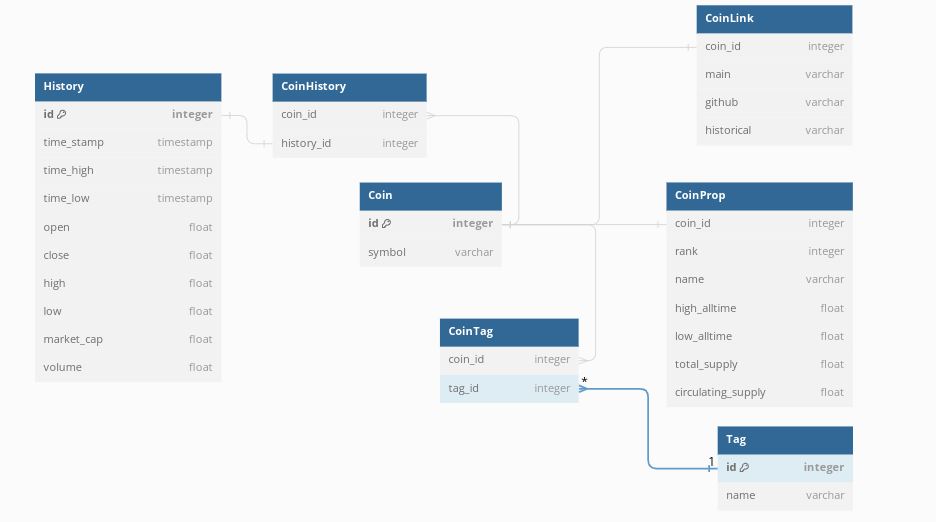 CoinLink
coin_id integer
main varchar
github varchar
historical varchar
History
id integer
time_stamp timestamp
time_high timestamp
time_low timestamp
open float
close float
high float
low float
market_cap float
volume float
CoinHistory
coin_id integer
history_id integer
Coin
id integer
symbol varchar
CoinProp
coin_id integer
rank integer
name varchar
high_alltime float
low_alltime float
total_supply float
circulating_supply float
CoinTag
coin_id integer
tag_id integer
*
1
Tag
id integer
name varchar